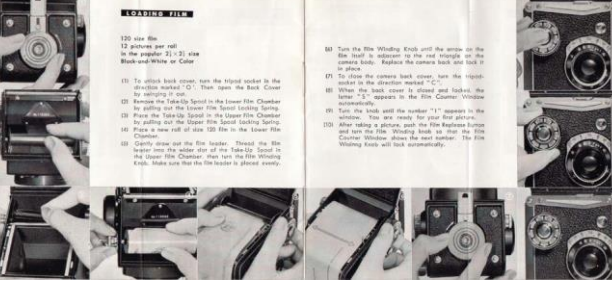 LOADING FILM
120 size film
12 pictures per roll
in the popular 2¼ × 2¼ size
Black-and-White or Color
(1) To unlock back cover, turn the tripod socket in the
direction marked "O". Then open the Back Cover
by swinging it out.
(2) Remove the Take-Up Spool in the Lower Film Chamber
by pulling out the Lower Film Spool Locking Spring.
(3) Place the Take-Up Spool in the Upper Film Chamber
by pulling out the Upper Film Spool Locking Spring.
(4) Place a new roll of size 120 film in the Lower Film
Chamber.
(5) Gently draw out the film leader. Thread the film
leader into the wider slot of the Take-Up Spool in
the Upper Film Chamber, then turn the Film Winding
Knob. Make sure that the film leader is placed evenly.
(6) Turn the Film Winding Knob until the arrow on the
film itself is adjacent to the red triangle on the
camera body. Replace the camera back and lock it
in place.
(7) To close the camera back cover, turn the tripod-
socket in the direction marked "C".
(8) When the back cover is closed and locked, the
letter "S" appears in the Film Counter Window
automatically.
(9) Turn the knob until the number "1" appears in the
window. You are ready for your first picture.
(10) After taking a picture, push the Film Release Button
and turn the Film Winding knob so that the Film
Counter Window shows the next number. The Film
Winding Knob will lock automatically.